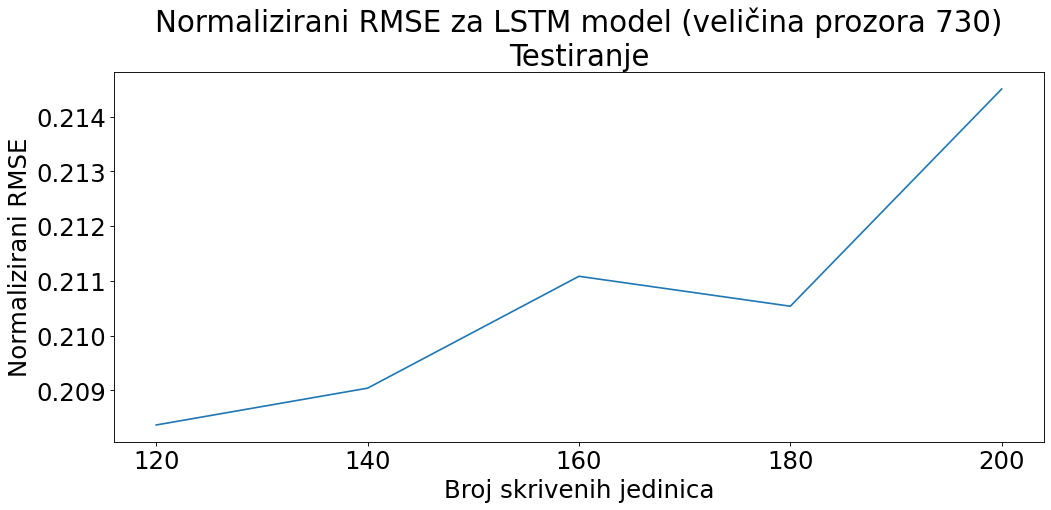 Normalizirani RMSE za LSTM model (veličina prozora 730)
Testiranje
Normalizirani RMSE
0.214
0.213
0.212
0.211
0.210
0.209
120 140 160 180 200
Broj skrivenih jedinica